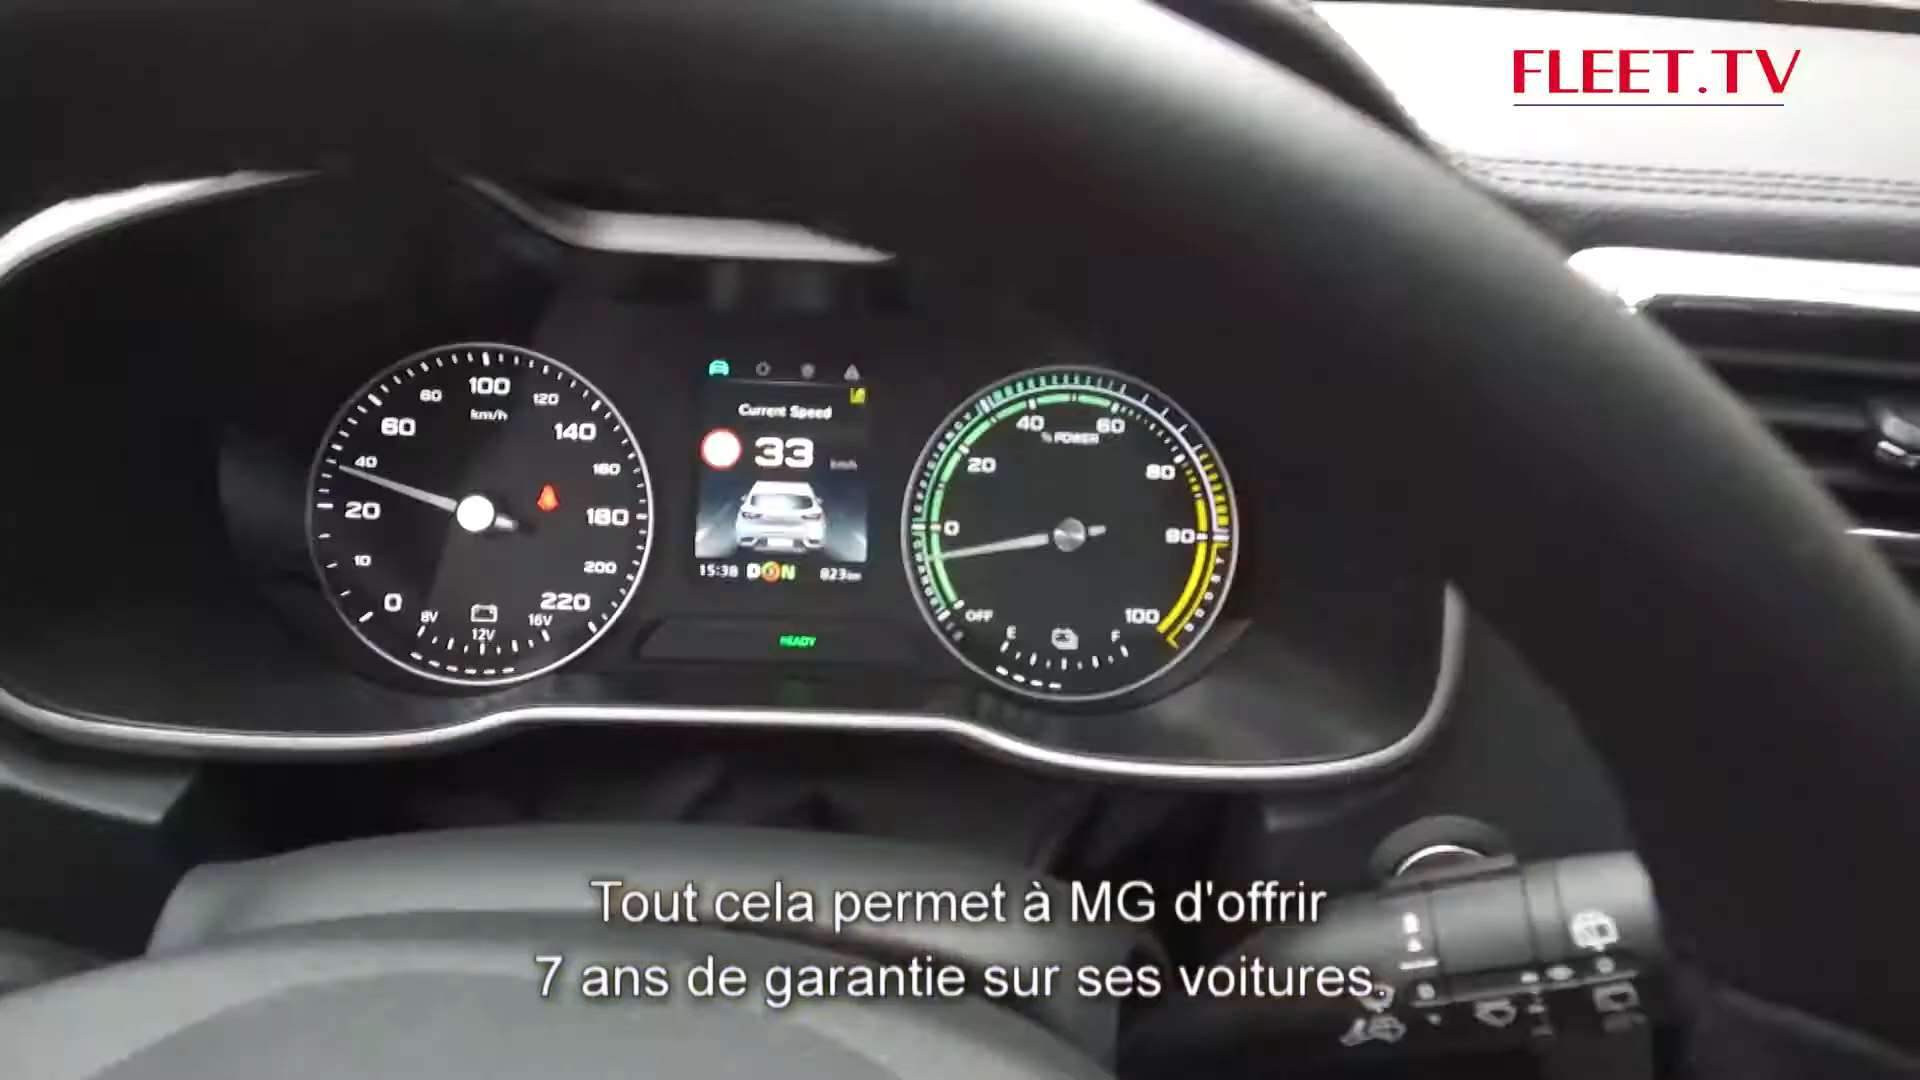 FLEET.TV
100
80
120
km/h
60
140
40
160
20
180
10
200
0
220
8V
12V
16V
Current Speed
33
km/h
15:38
D
N
823km
READY
40
60
% POWER
20
80
0
OFF
100
E
F
Tout cela permet à MG d'offrir
7 ans de garantie sur ses voitures.